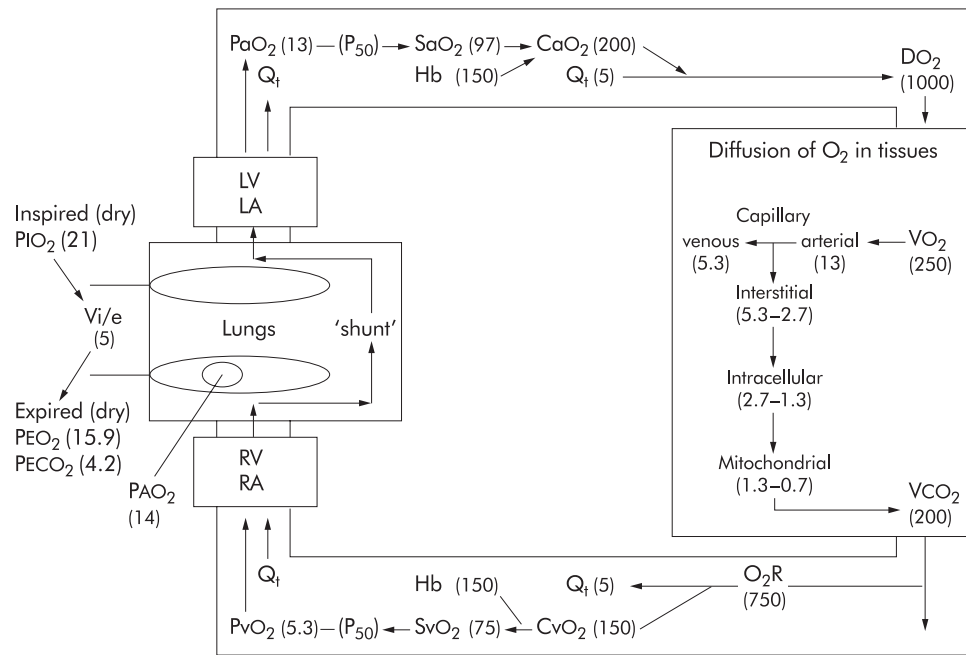 PaO₂ (13) — (P₅₀) → SaO₂ (97) → CaO₂ (200)
Qₜ Hb (150) Qₜ (5)
DO₂
(1000)
Diffusion of O₂ in tissues
LV
LA
Capillary
venous
(5.3)
arterial
(13)
VO₂
(250)
Inspired (dry)
PIO₂ (21)
Interstitial
(5.3–2.7)
Vi/e
(5)
Lungs
'shunt'
Intracellular
(2.7–1.3)
Expired (dry)
PEO₂ (15.9)
PECO₂ (4.2)
RV
RA
Mitochondrial
(1.3–0.7)
PAO₂
(14)
VCO₂
(200)
Qₜ Hb (150) Qₜ (5)
O₂R
(750)
PvO₂ (5.3) — (P₅₀) ← SvO₂ (75) ← CvO₂ (150)